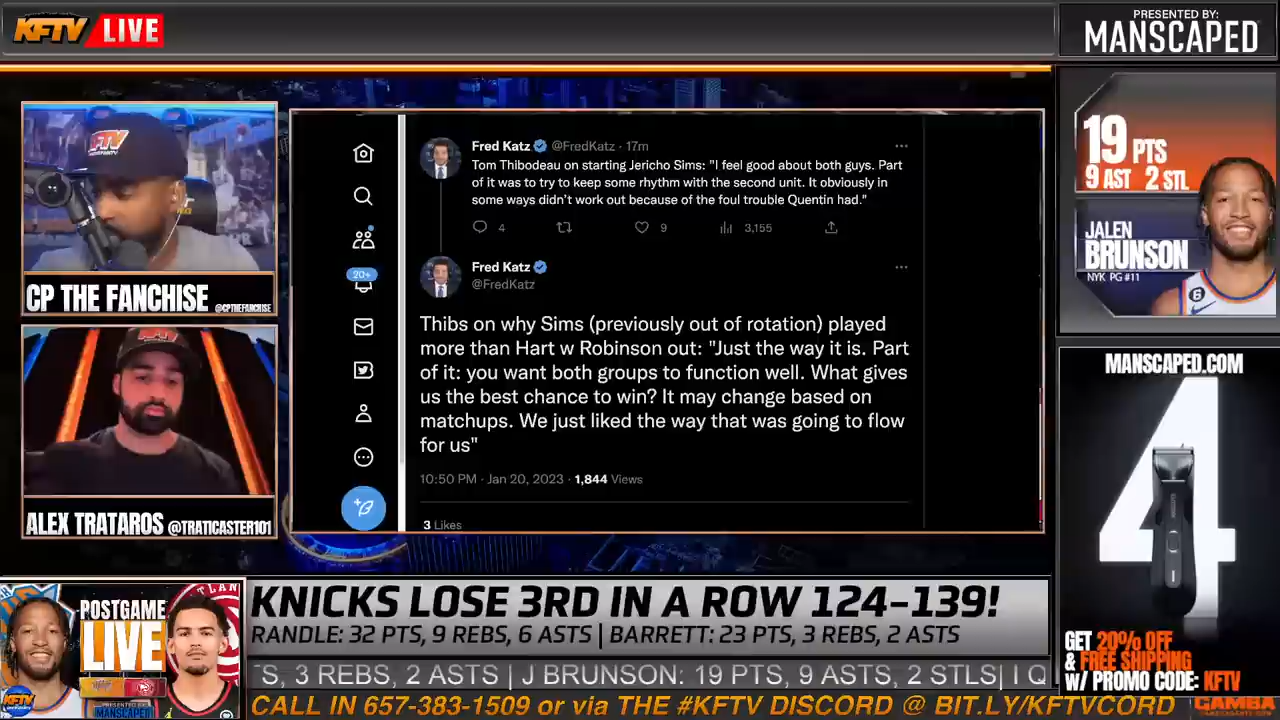 KFTV LIVE
PRESENTED BY:
MANSCAPED
KFTV
CP THE FANCHISE @CPTHEFANCHISE
KFTV
ALEX TRATAROS @TRATICASTER101
Fred Katz @FredKatz · 17m
Tom Thibodeau on starting Jericho Sims: "I feel good about both guys. Part
of it was to try to keep some rhythm with the second unit. It obviously in
some ways didn't work out because of the foul trouble Quentin had."
4 9 3,155
20+
Fred Katz
@FredKatz
Thibs on why Sims (previously out of rotation) played
more than Hart w Robinson out: "Just the way it is. Part
of it: you want both groups to function well. What gives
us the best chance to win? It may change based on
matchups. We just liked the way that was going to flow
for us"
10:50 PM · Jan 20, 2023 · 1,844 Views
3 Likes
19 PTS
9 AST 2 STL
JALEN
BRUNSON
NYK PG #11
6
MANSCAPED.COM
4
GET 20% OFF
& FREE SHIPPING
W/ PROMO CODE: KFTV
POSTGAME
LIVE
KFTV
PRESENTED BY:
MANSCAPED
KNICKS LOSE 3RD IN A ROW 124-139!
RANDLE: 32 PTS, 9 REBS, 6 ASTS | BARRETT: 23 PTS, 3 REBS, 2 ASTS
S, 3 REBS, 2 ASTS | J BRUNSON: 19 PTS, 9 ASTS, 2 STLS| I Q
CALL IN 657-383-1509 or via THE #KFTV DISCORD @ BIT.LY/KFTVCORD
GAMBA